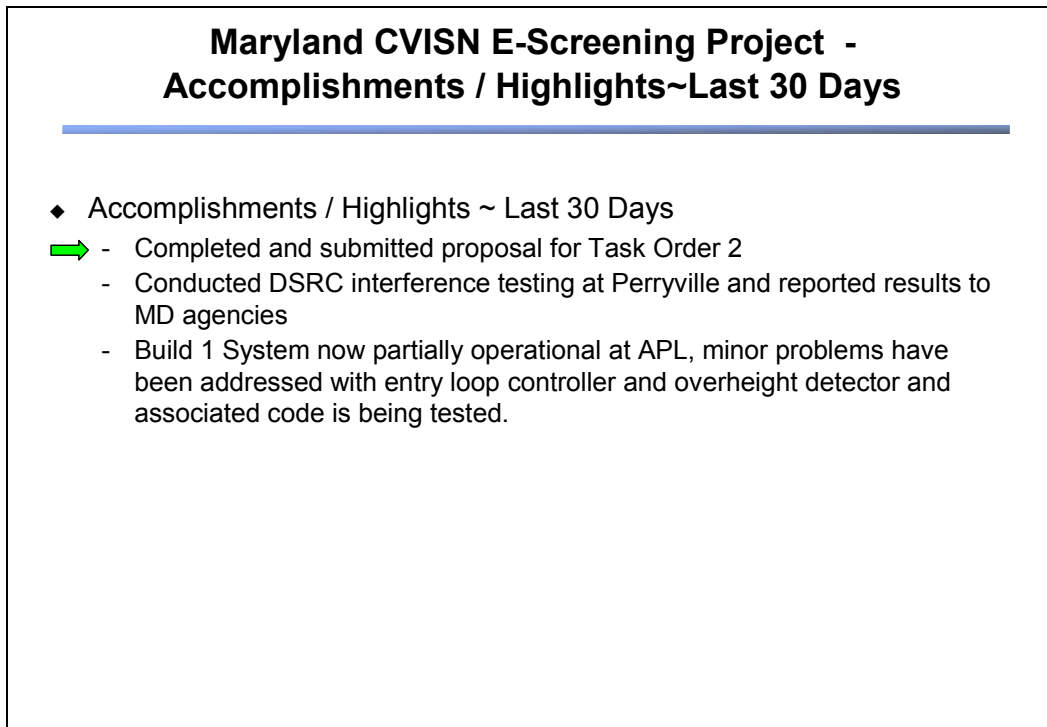 Maryland CVISN E-Screening Project -
Accomplishments / Highlights~Last 30 Days
◆ Accomplishments / Highlights ~ Last 30 Days
- Completed and submitted proposal for Task Order 2
- Conducted DSRC interference testing at Perryville and reported results to
MD agencies
- Build 1 System now partially operational at APL, minor problems have
been addressed with entry loop controller and overheight detector and
associated code is being tested.